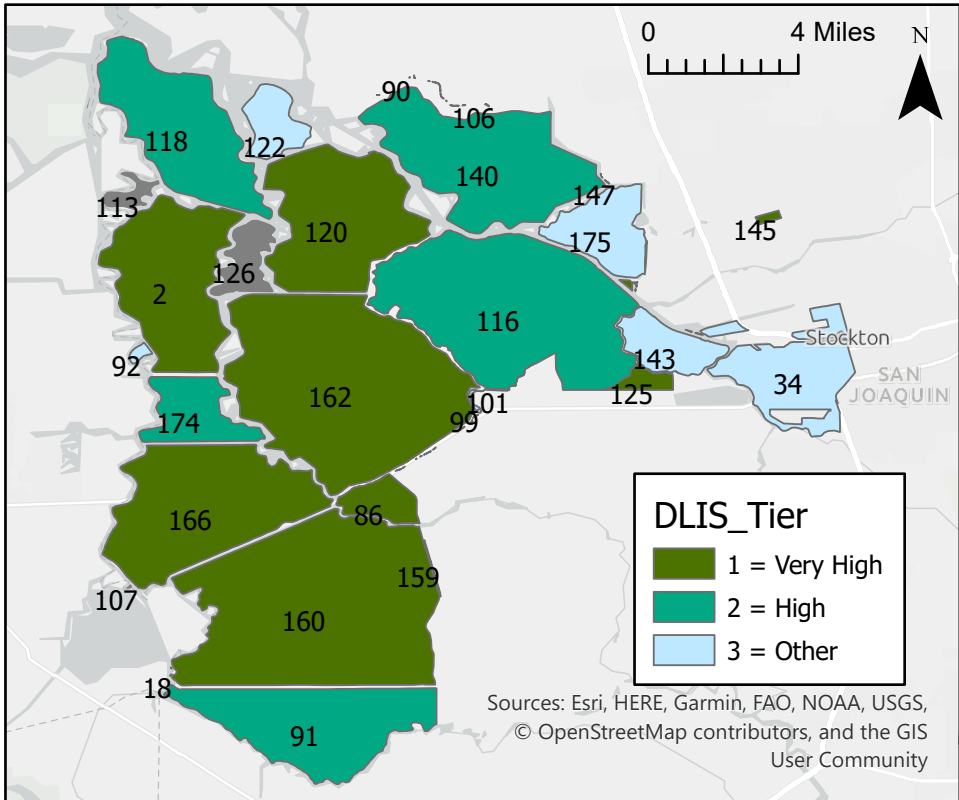 0 4 Miles
N
90
106
118
122
140
147
113
120
175
145
126
2
116
Stockton
92
143
34
SAN
JOAQUIN
162
125
101
99
174
86
166
159
107
160
18
91
DLIS_Tier
1 = Very High
2 = High
3 = Other
Sources: Esri, HERE, Garmin, FAO, NOAA, USGS,
© OpenStreetMap contributors, and the GIS
User Community